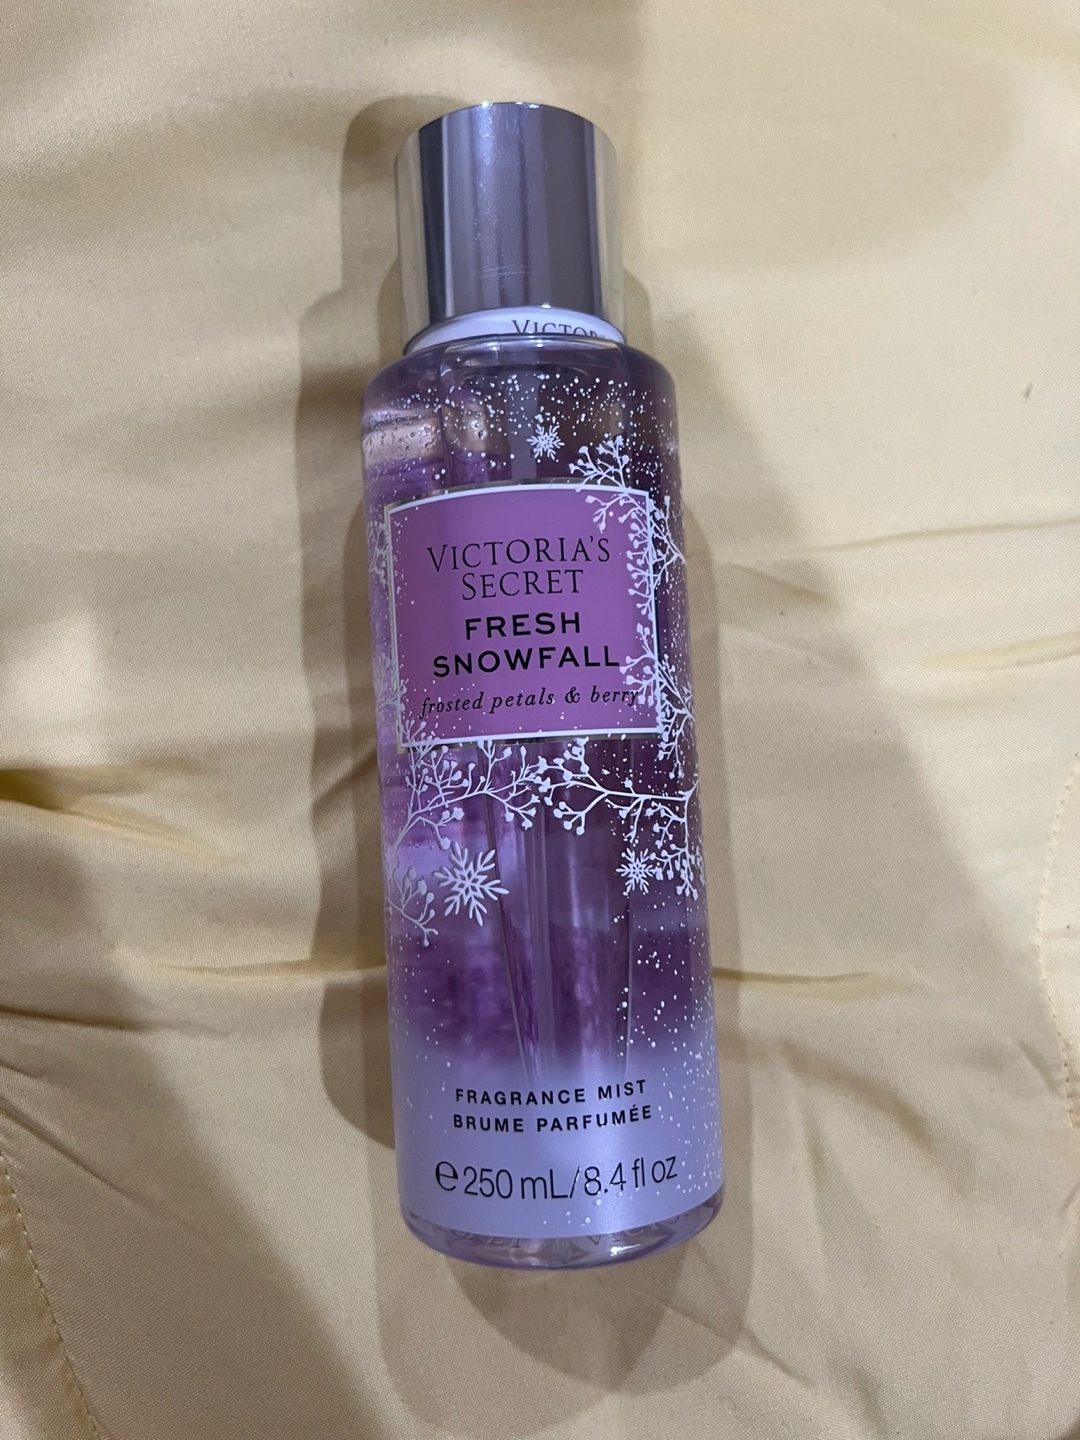 VICTORIA'S
SECRET
FRESH
SNOWFALL
frosted petals & berry
FRAGRANCE MIST
BRUME PARFUMÉE
℮ 250 mL/8.4 fl oz